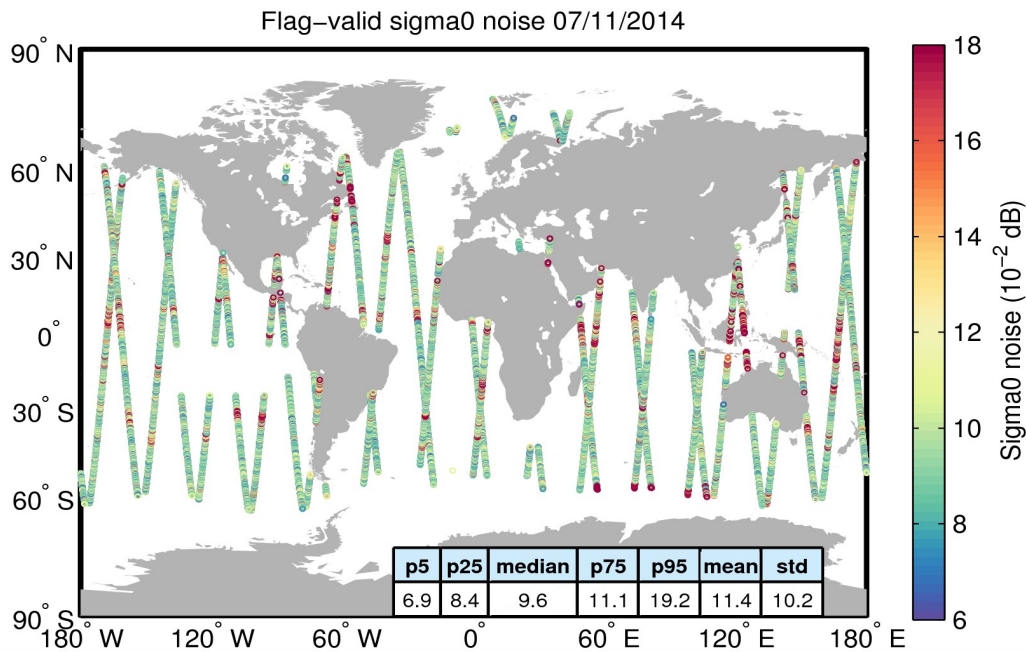 Flag−valid sigma0 noise 07/11/2014
90° N
60° N
30° N
0°
30° S
60° S
90° S
180° W
120° W
60° W
0°
60° E
120° E
180° E
p5 p25 median p75 p95 mean std
6.9 8.4 9.6 11.1 19.2 11.4 10.2
18
16
14
12
10
8
6
Sigma0 noise (10⁻² dB)